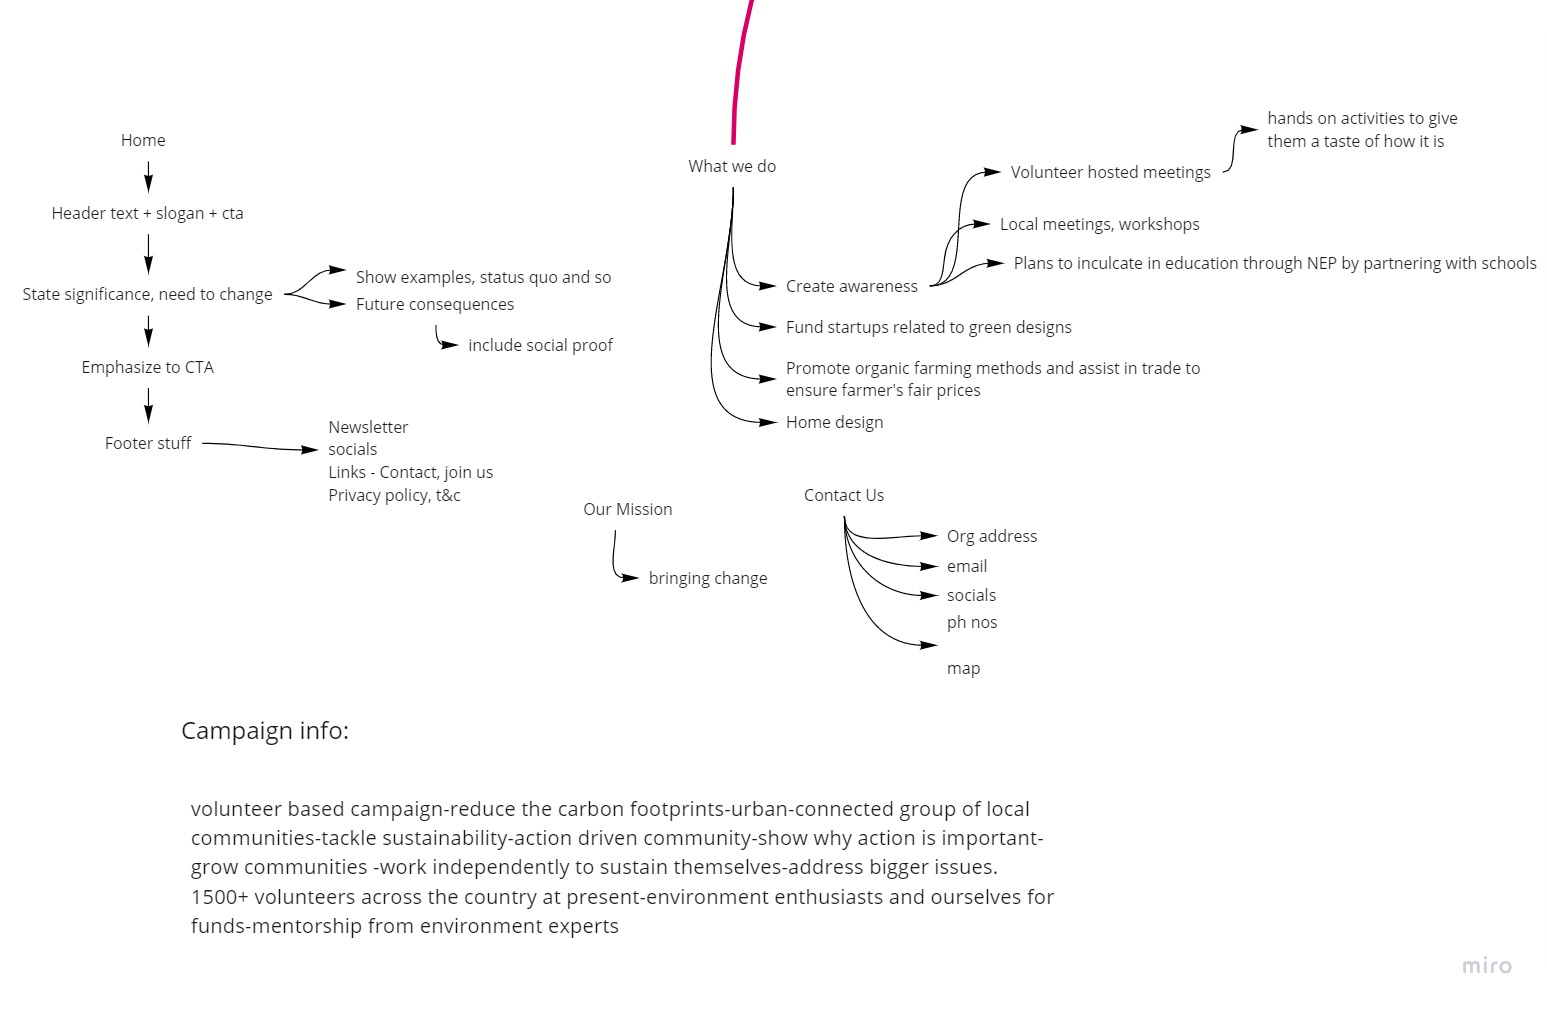 Home
Header text + slogan + cta
State significance, need to change
Show examples, status quo and so
Future consequences
include social proof
Emphasize to CTA
Footer stuff
Newsletter
socials
Links - Contact, join us
Privacy policy, t&c
What we do
Create awareness
Volunteer hosted meetings
hands on activities to give
them a taste of how it is
Local meetings, workshops
Plans to inculcate in education through NEP by partnering with schools
Fund startups related to green designs
Promote organic farming methods and assist in trade to
ensure farmer's fair prices
Home design
Our Mission
bringing change
Contact Us
Org address
email
socials
ph nos
map
Campaign info:
volunteer based campaign-reduce the carbon footprints-urban-connected group of local
communities-tackle sustainability-action driven community-show why action is important-
grow communities -work independently to sustain themselves-address bigger issues.
1500+ volunteers across the country at present-environment enthusiasts and ourselves for
funds-mentorship from environment experts
miro